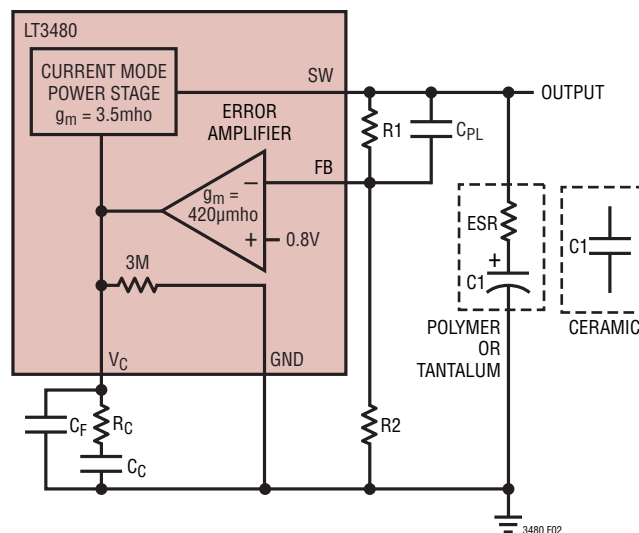 LT3480
CURRENT MODE
POWER STAGE
gm = 3.5mho
SW
OUTPUT
ERROR
AMPLIFIER
R1
CPL
FB
gm =
420µmho
–
+
0.8V
ESR
+
C1
C1
3M
POLYMER
OR
TANTALUM
CERAMIC
VC
GND
CF
RC
CC
R2
3480 F02